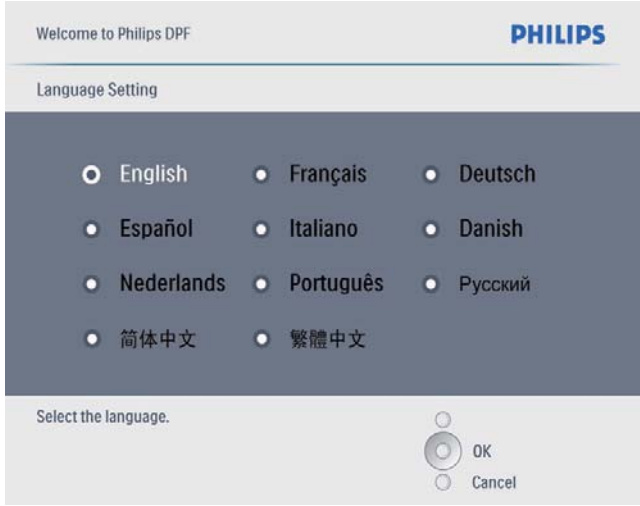 Welcome to Philips DPF
PHILIPS
Language Setting
English Français Deutsch
Español Italiano Danish
Nederlands Português Русский
简体中文 繁體中文
Select the language.
OK
Cancel